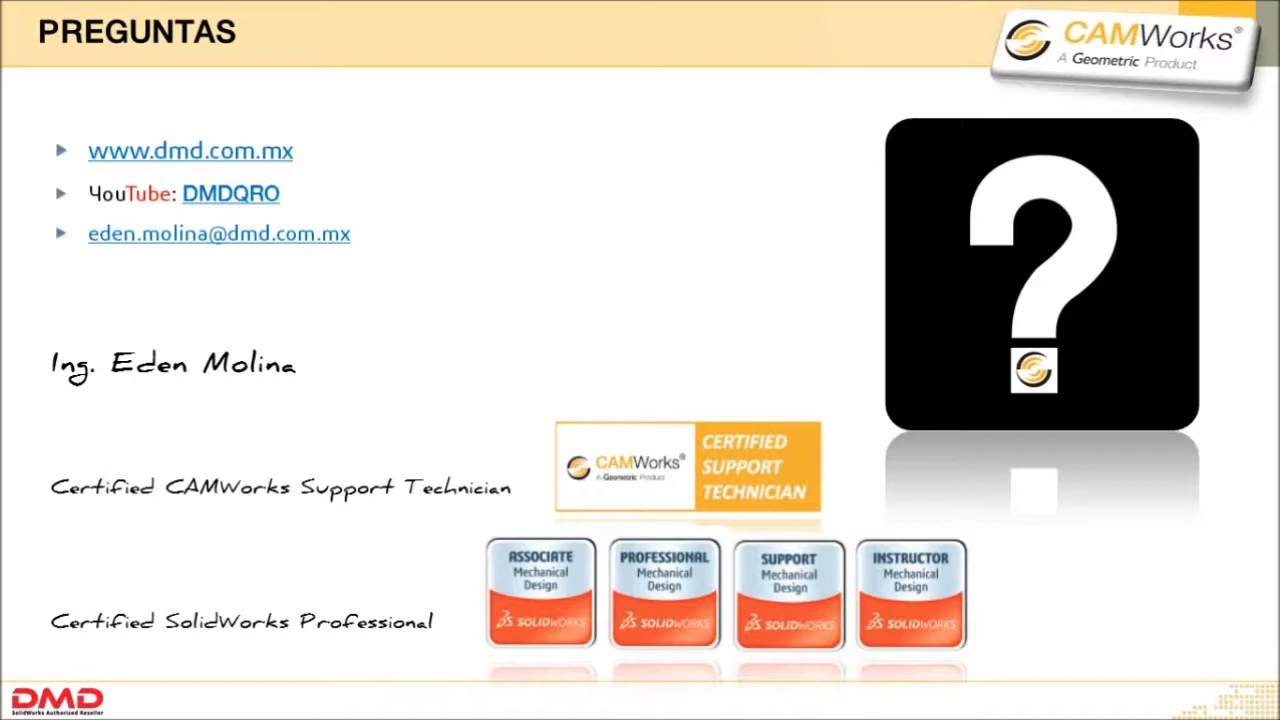 PREGUNTAS
CAMWorks®
A Geometric Product
www.dmd.com.mx
YouTube: DMDQRO
eden.molina@dmd.com.mx
?
Ing. Eden Molina
Certified CAMWorks Support Technician
CAMWorks®
A Geometric Product
CERTIFIED
SUPPORT
TECHNICIAN
Certified SolidWorks Professional
ASSOCIATE
Mechanical
Design
SOLIDWORKS
PROFESSIONAL
Mechanical
Design
SOLIDWORKS
SUPPORT
Mechanical
Design
SOLIDWORKS
INSTRUCTOR
Mechanical
Design
SOLIDWORKS
DMD
SolidWorks Authorized Reseller